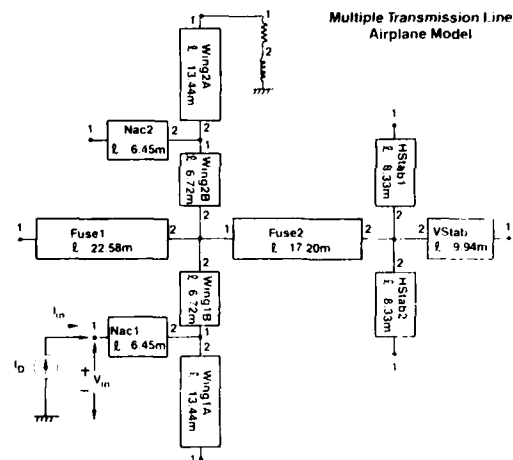 Multiple Transmission Line
Airplane Model
1
1
2
Wing2A
ℓ 13.44m
2
1
Nac2
ℓ 6.45m
2
1
Wing2B
ℓ 6.72m
2
1
HStab1
ℓ 8.33m
2
1
Fuse1
ℓ 22.58m
2
1
Fuse2
ℓ 17.20m
2
2
VStab
ℓ 9.94m
1
2
Wing1B
ℓ 6.72m
1
2
HStab2
ℓ 8.33m
1
Iin
1
Nac1
ℓ 6.45m
2
2
Wing1A
ℓ 13.44m
1
ID
+
Vin
−